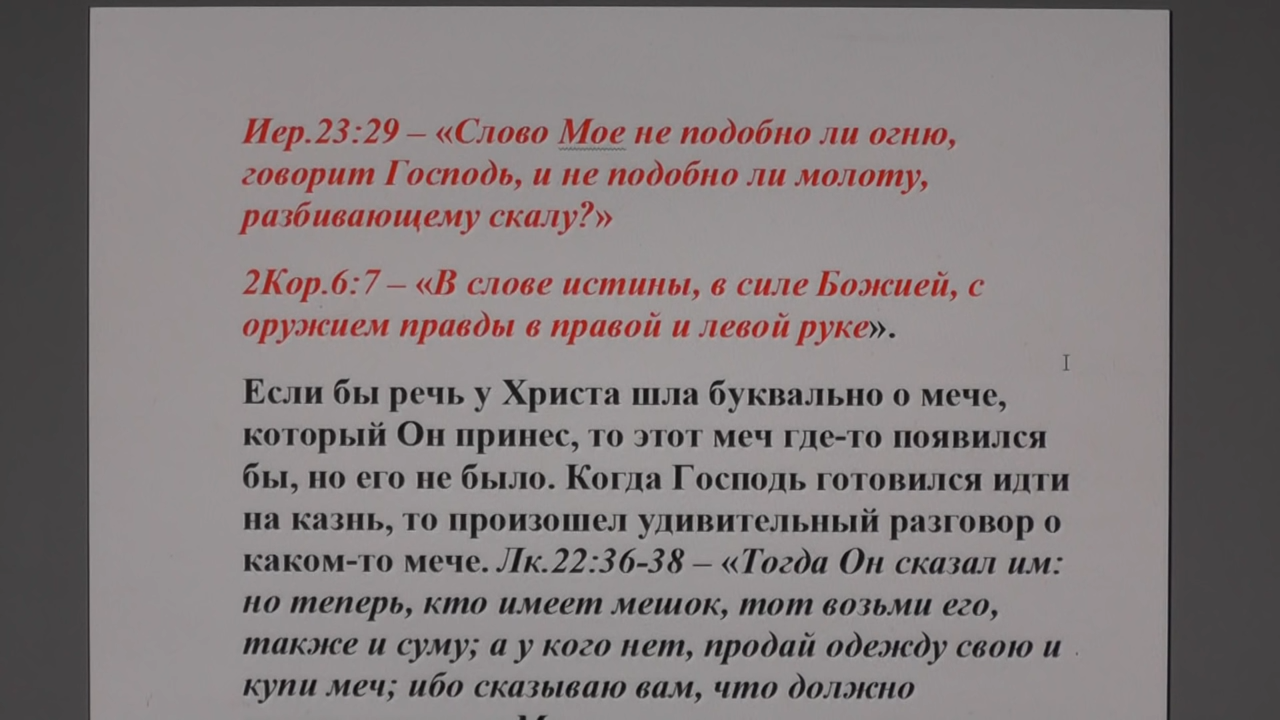 Иер.23:29 – «Слово Мое не подобно ли огню,
говорит Господь, и не подобно ли молоту,
разбивающему скалу?»
2Кор.6:7 – «В слове истины, в силе Божией, с
оружием правды в правой и левой руке».
Если бы речь у Христа шла буквально о мече,
который Он принес, то этот меч где-то появился
бы, но его не было. Когда Господь готовился идти
на казнь, то произошел удивительный разговор о
каком-то мече. Лк.22:36-38 – «Тогда Он сказал им:
но теперь, кто имеет мешок, тот возьми его,
также и суму; а у кого нет, продай одежду свою и
купи меч; ибо сказываю вам, что должно